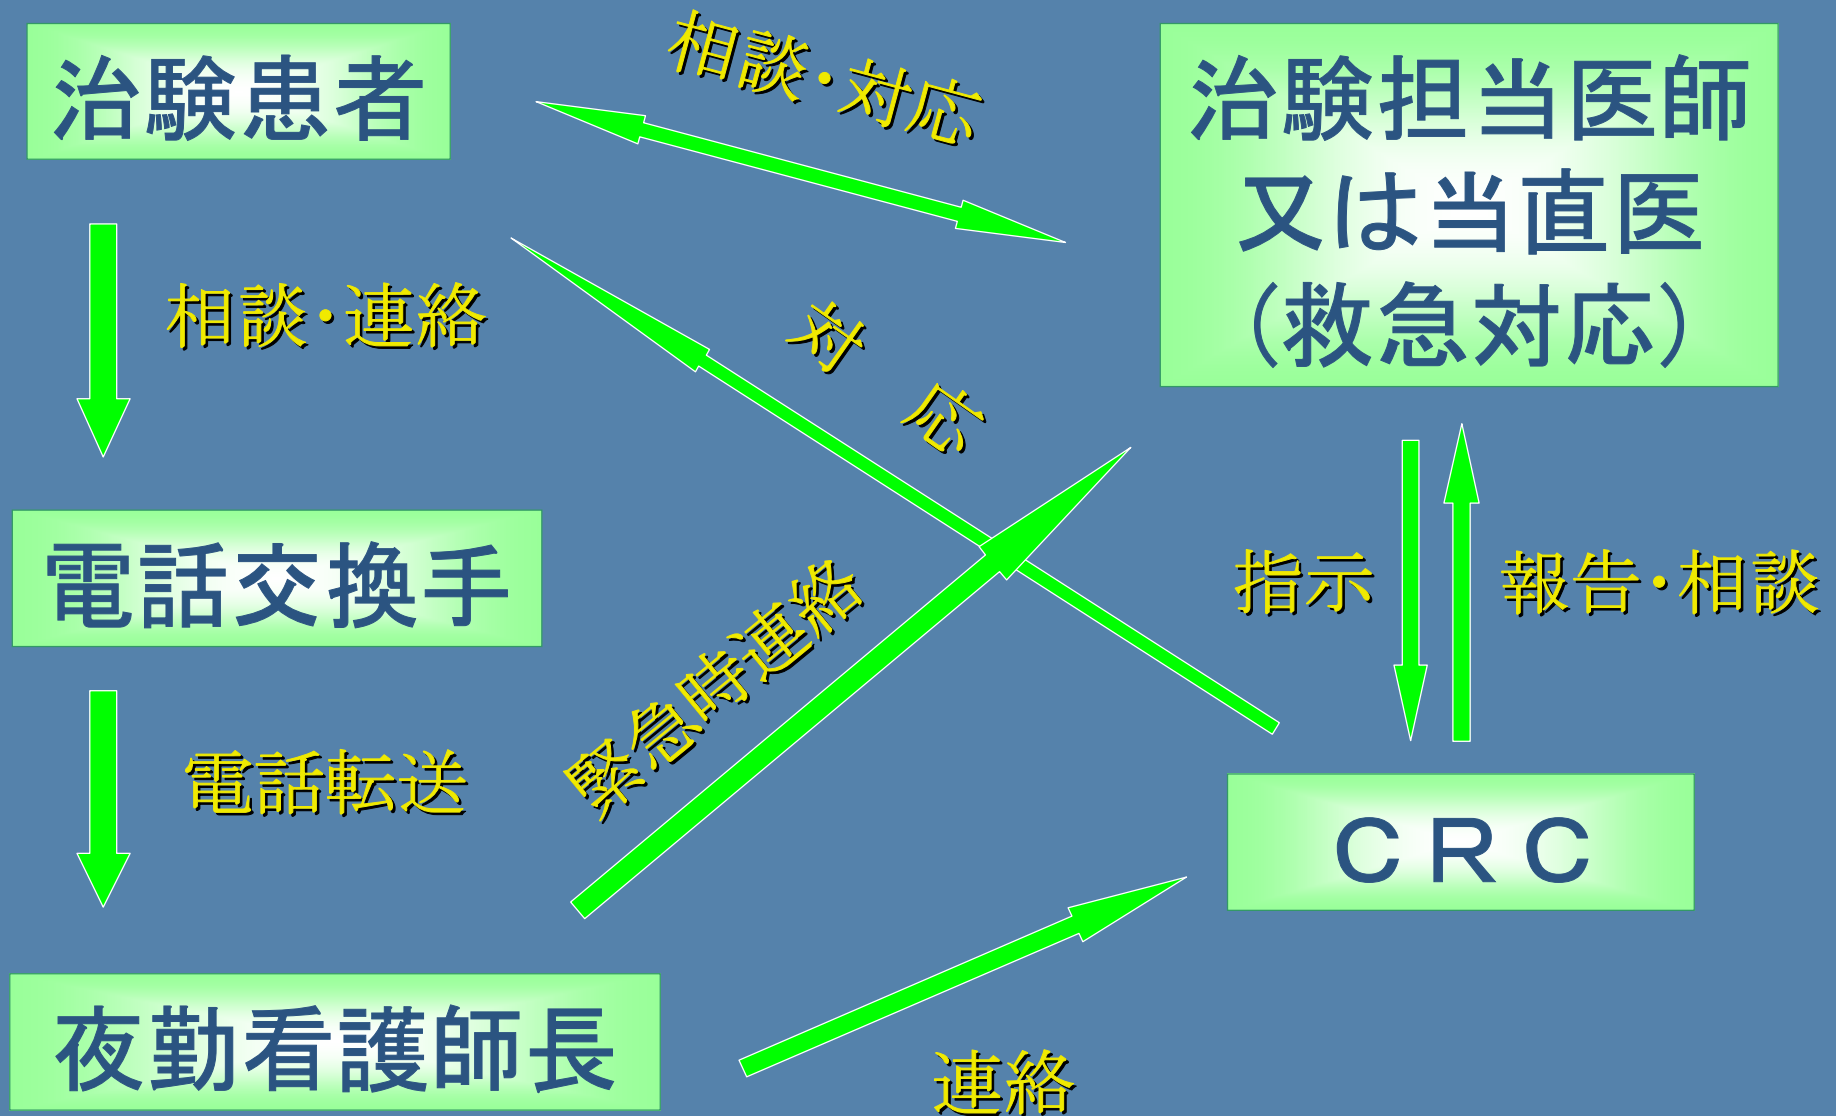 治験患者
相談・対応
治験担当医師
又は当直医
（救急対応）
相談・連絡
対 応
電話交換手
緊急時連絡
指示
報告・相談
電話転送
ＣＲＣ
夜勤看護師長
連絡